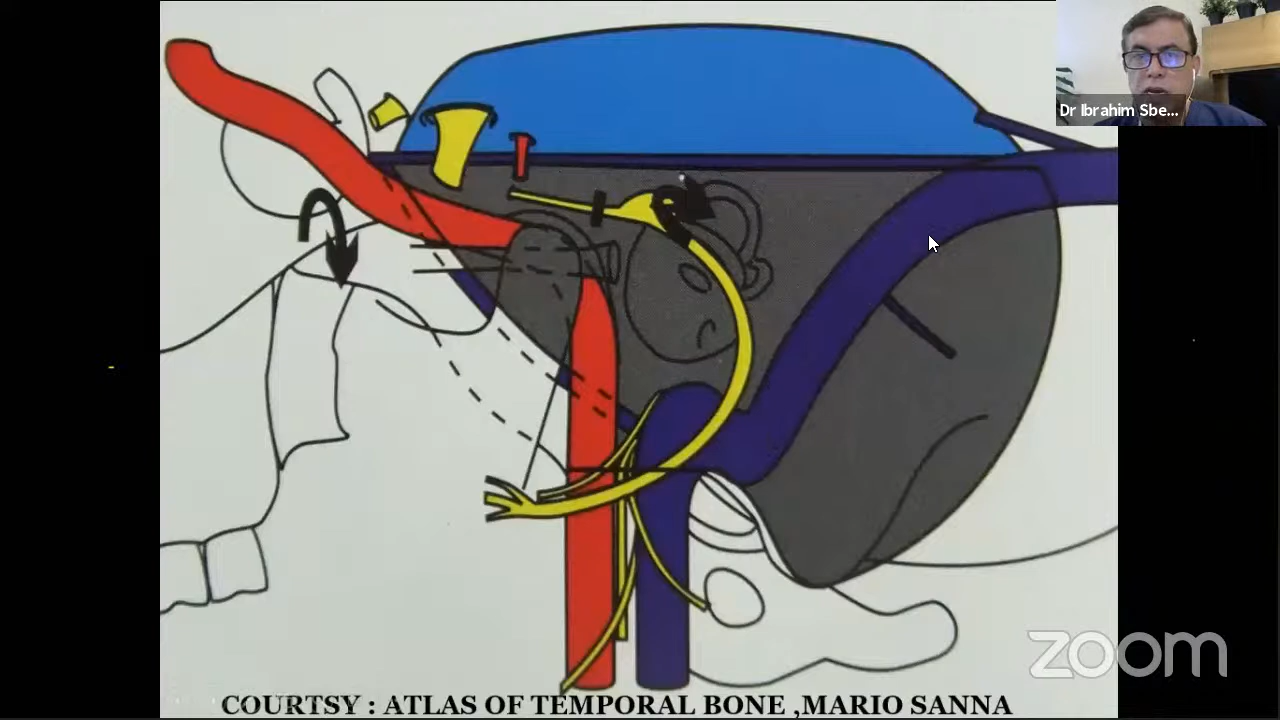 Dr Ibrahim Sbe...
zoom
COURTSY : ATLAS OF TEMPORAL BONE ,MARIO SANNA